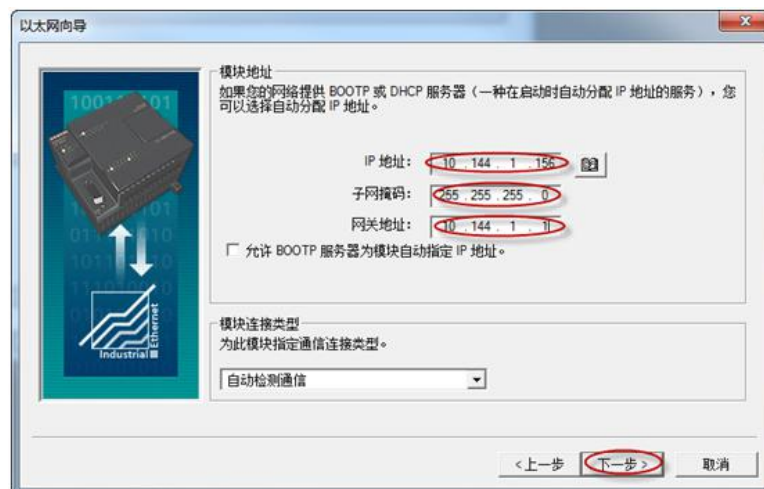 以太网向导
模块地址
如果您的网络提供 BOOTP 或 DHCP 服务器（一种在启动时自动分配 IP 地址的服务），您
可以选择自动分配 IP 地址。
IP 地址： 10 . 144 . 1 . 156
子网掩码： 255 . 255 . 255 . 0
网关地址： 10 . 144 . 1 . 1
允许 BOOTP 服务器为模块自动指定 IP 地址。
模块连接类型
为此模块指定通信连接类型。
自动检测通信
Industrial Ethernet
<上一步 下一步> 取消